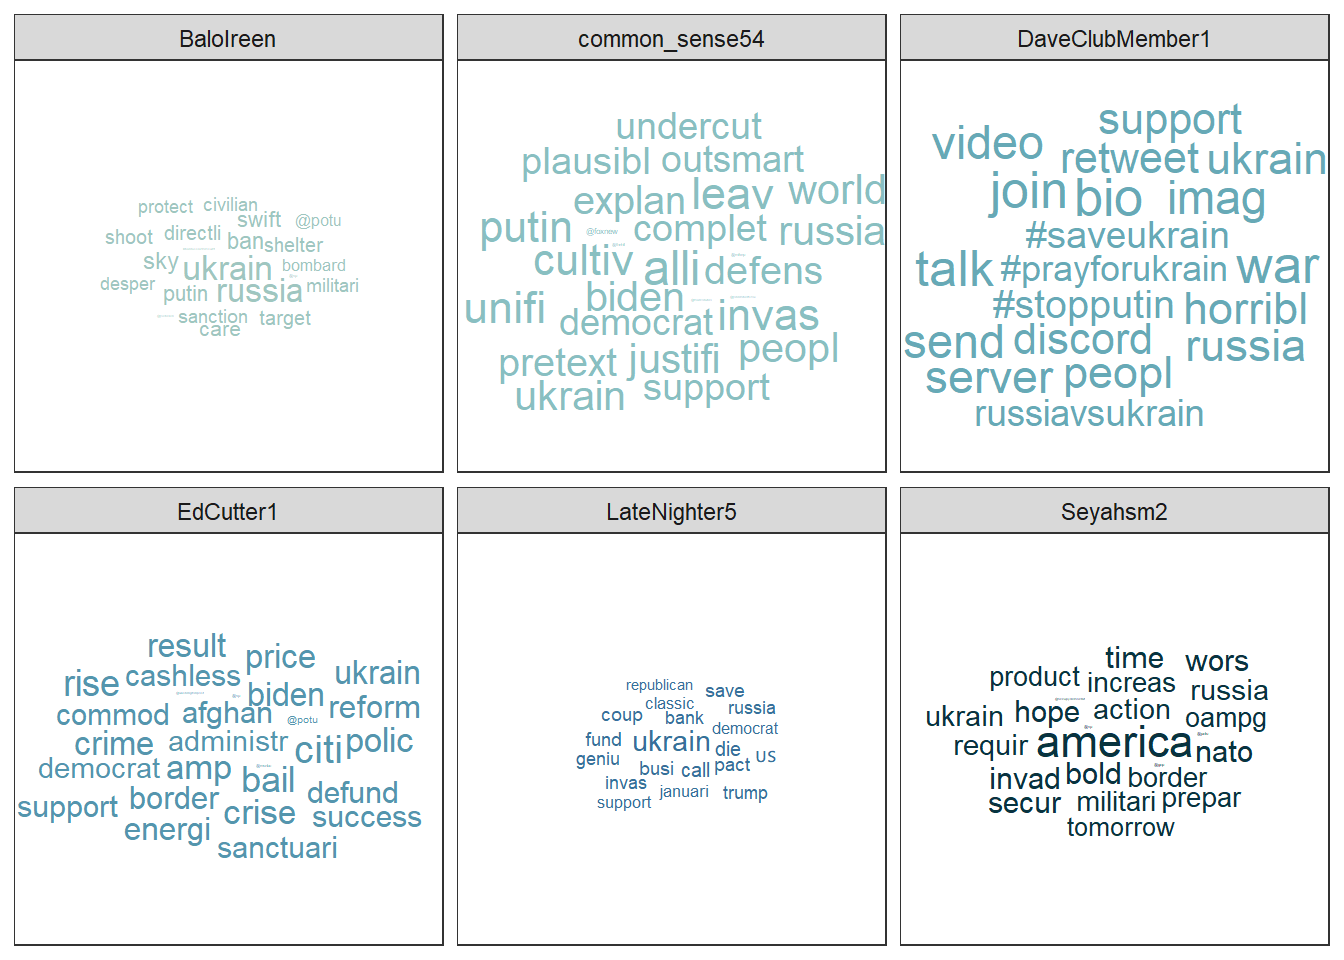 BaloIreen
common_sense54
DaveClubMember1
protect civilian
swift @potu
shoot directli
ban shelter
sky ukrain bombard
desper putin russia militari
sanction target
care
undercut
plausibl outsmart
explan leav world
@foxnew
putin complet russia
cultiv alli defens
unifi biden invas
democrat
pretext justifi peopl
ukrain support
support
video retweet ukrain
join bio imag
#saveukrain
talk #prayforukrain war
#stopputin horribl
send discord russia
server peopl
russiavsukrain
EdCutter1
LateNighter5
Seyahsm2
result price
rise cashless biden ukrain
commod afghan @potu reform
crime administr citi polic
democrat amp bail
support border defund
energi crise success
sanctuari
republican save
classic russia
coup bank democrat
fund ukrain die us
geniu busi call pact
invas januari trump
support
time wors
product increas russia
ukrain hope action oampg
requir america nato
invad bold border
secur militari prepar
tomorrow